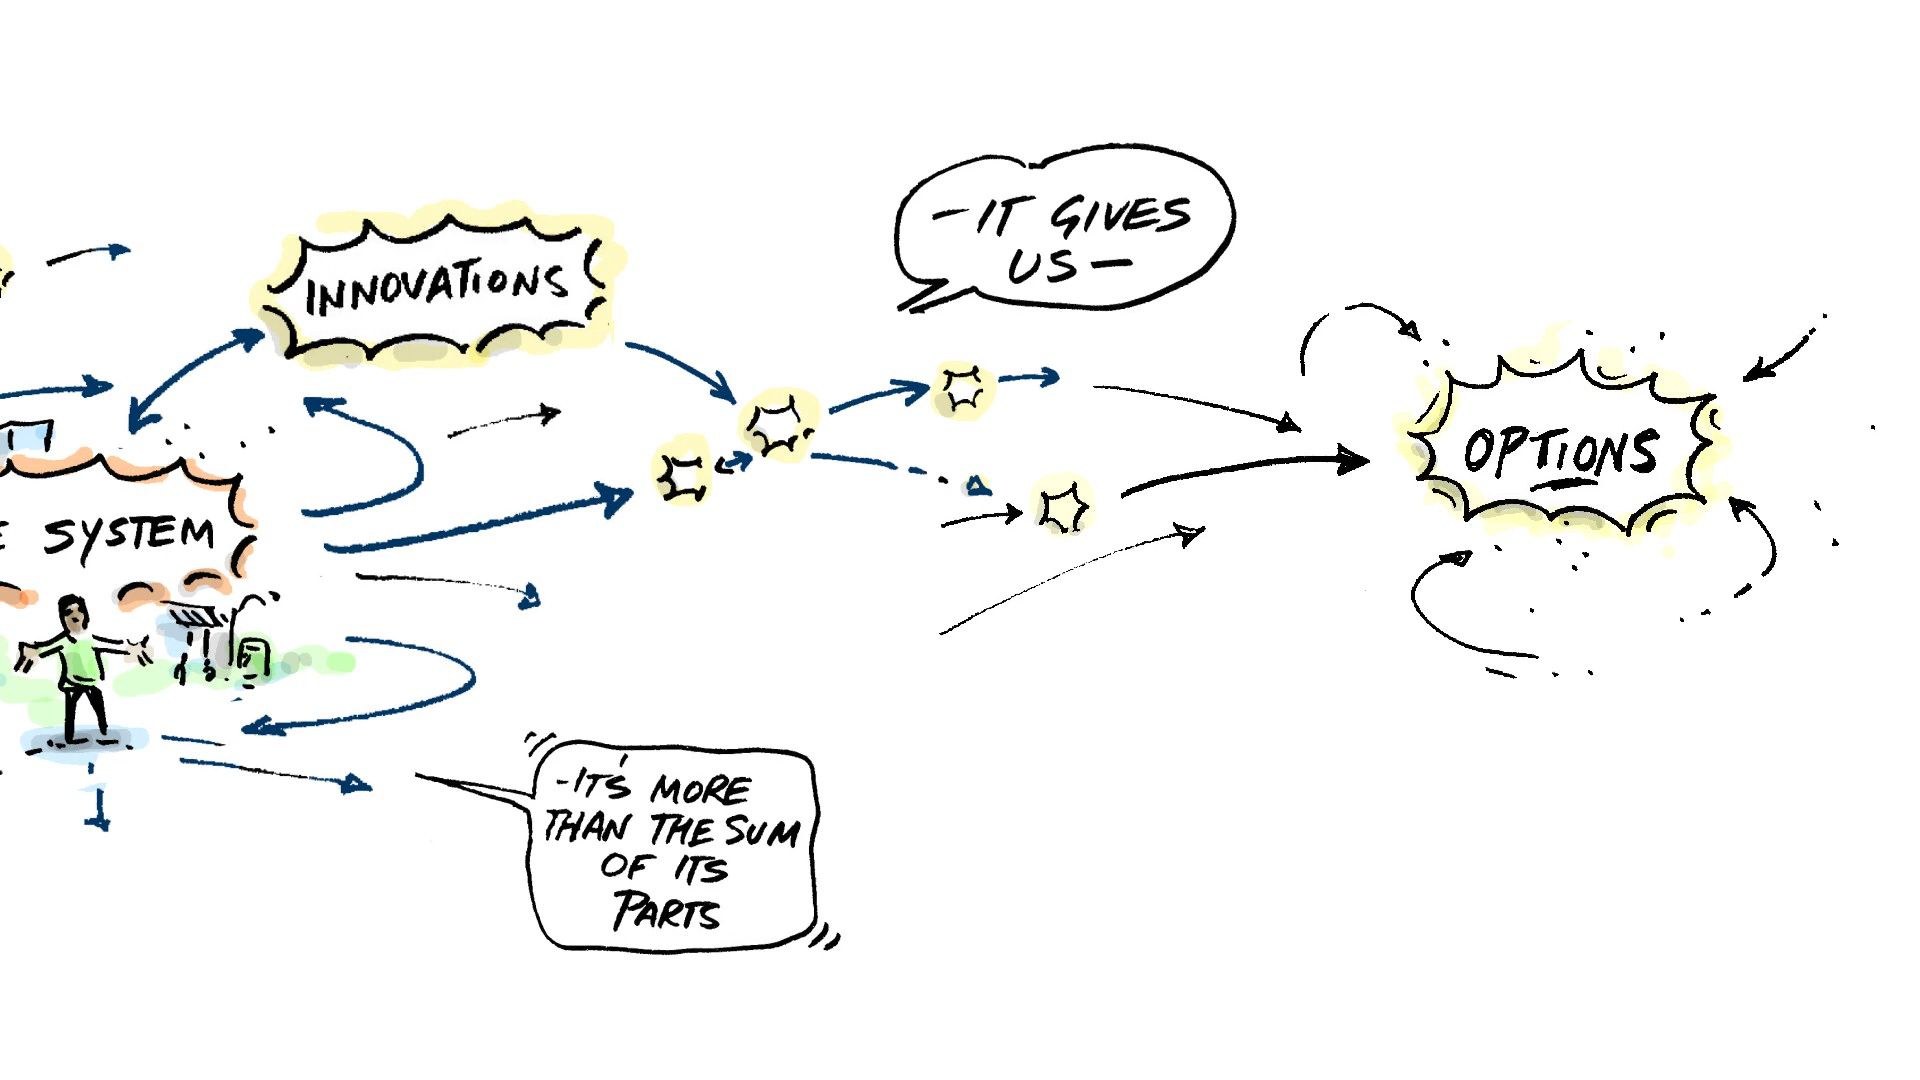 INNOVATIONS
- IT GIVES
US -
OPTIONS
E SYSTEM
- IT'S MORE
THAN THE SUM
OF ITS
PARTS